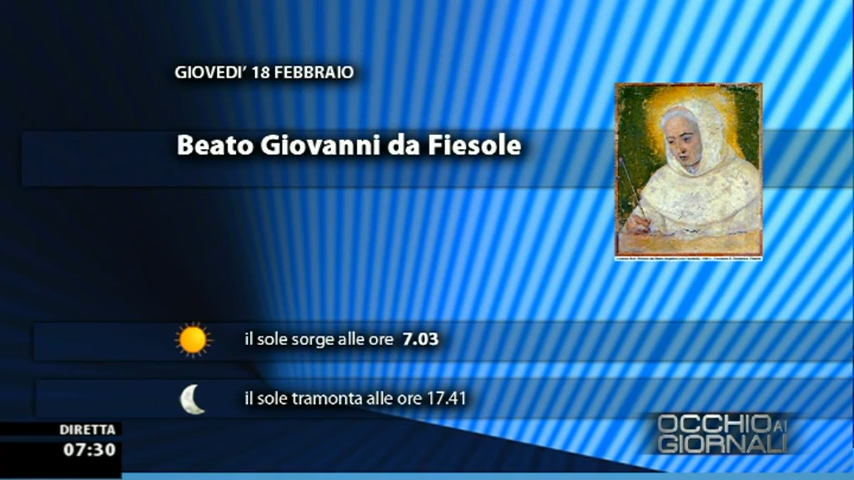 GIOVEDI' 18 FEBBRAIO
Beato Giovanni da Fiesole
il sole sorge alle ore 7.03
il sole tramonta alle ore 17.41
DIRETTA
07:30
OCCHIO AI
GIORNALI